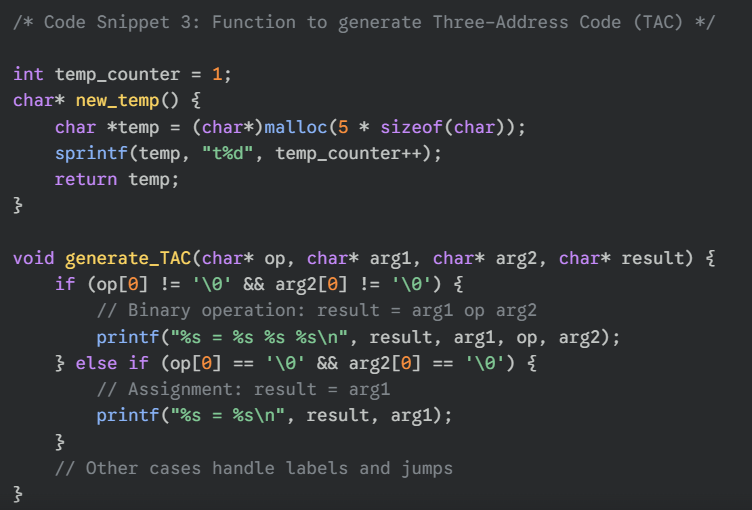 /* Code Snippet 3: Function to generate Three-Address Code (TAC) */
int temp_counter = 1;
char* new_temp() {
    char *temp = (char*)malloc(5 * sizeof(char));
    sprintf(temp, "t%d", temp_counter++);
    return temp;
}
void generate_TAC(char* op, char* arg1, char* arg2, char* result) {
    if (op[0] != '\0' && arg2[0] != '\0') {
        // Binary operation: result = arg1 op arg2
        printf("%s = %s %s %s\n", result, arg1, op, arg2);
    } else if (op[0] == '\0' && arg2[0] == '\0') {
        // Assignment: result = arg1
        printf("%s = %s\n", result, arg1);
    }
    // Other cases handle labels and jumps
}